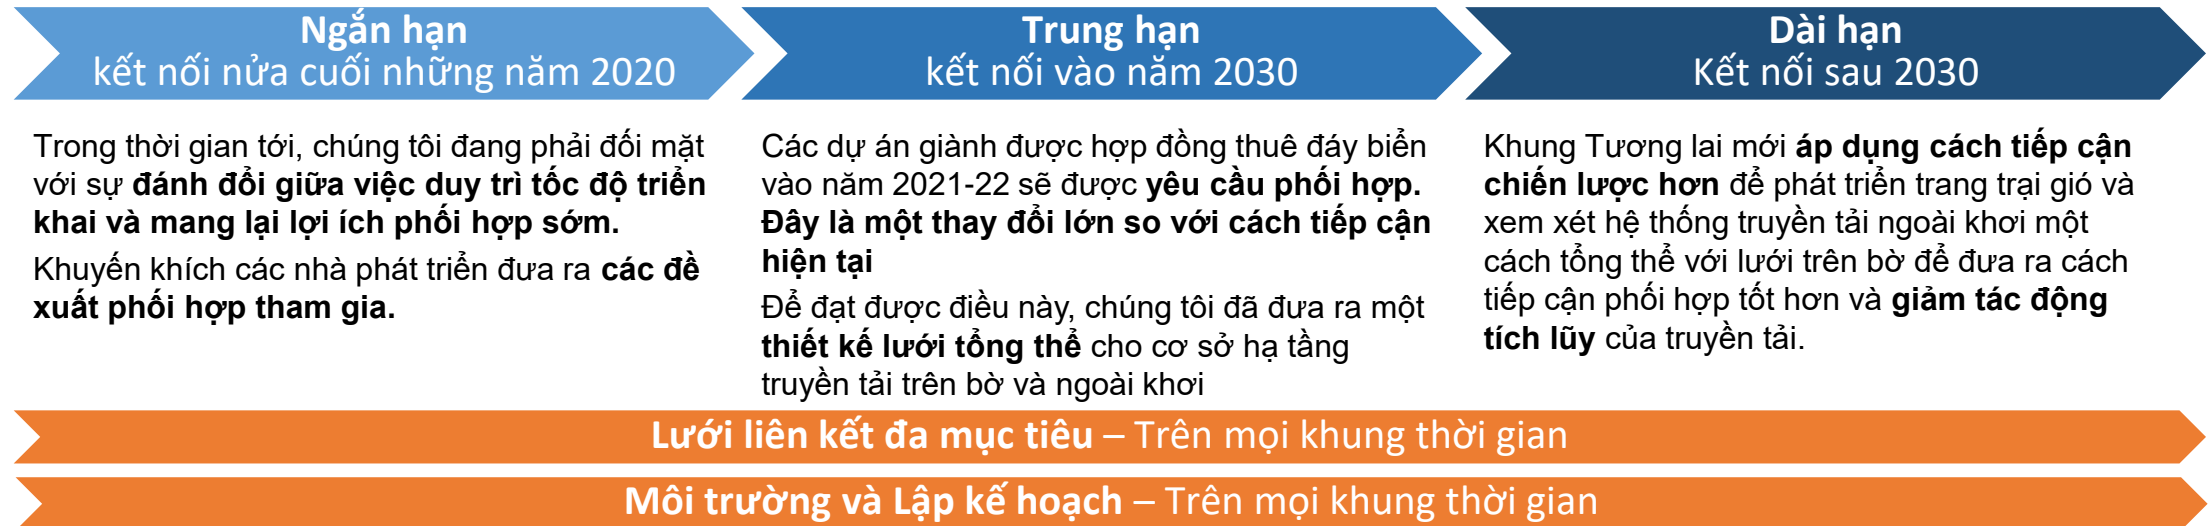 Ngắn hạn
kết nối nửa cuối những năm 2020
Trung hạn
kết nối vào năm 2030
Dài hạn
Kết nối sau 2030
Trong thời gian tới, chúng tôi đang phải đối mặt
với sự đánh đổi giữa việc duy trì tốc độ triển
khai và mang lại lợi ích phối hợp sớm.
Khuyến khích các nhà phát triển đưa ra các đề
xuất phối hợp tham gia.
Các dự án giành được hợp đồng thuê đáy biển
vào năm 2021-22 sẽ được yêu cầu phối hợp.
Đây là một thay đổi lớn so với cách tiếp cận
hiện tại
Để đạt được điều này, chúng tôi đã đưa ra một
thiết kế lưới tổng thể cho cơ sở hạ tầng
truyền tải trên bờ và ngoài khơi
Khung Tương lai mới áp dụng cách tiếp cận
chiến lược hơn để phát triển trang trại gió và
xem xét hệ thống truyền tải ngoài khơi một
cách tổng thể với lưới trên bờ để đưa ra cách
tiếp cận phối hợp tốt hơn và giảm tác động
tích lũy của truyền tải.
Lưới liên kết đa mục tiêu – Trên mọi khung thời gian
Môi trường và Lập kế hoạch – Trên mọi khung thời gian